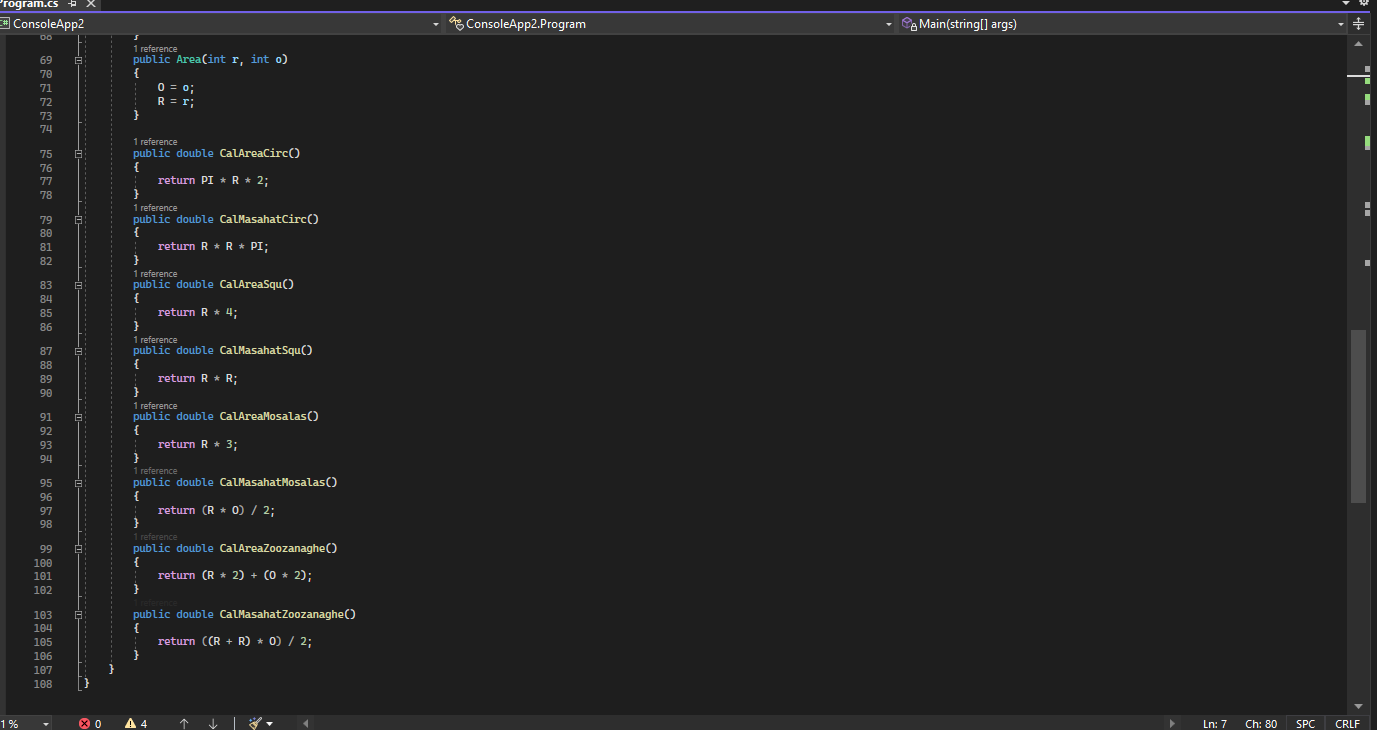 Program.cs
ConsoleApp2 ConsoleApp2.Program Main(string[] args)
68 }
1 reference
69 public Area(int r, int o)
70 {
71 O = o;
72 R = r;
73 }
74
1 reference
75 public double CalAreaCirc()
76 {
77 return PI * R * 2;
78 }
1 reference
79 public double CalMasahatCirc()
80 {
81 return R * R * PI;
82 }
1 reference
83 public double CalAreaSqu()
84 {
85 return R * 4;
86 }
1 reference
87 public double CalMasahatSqu()
88 {
89 return R * R;
90 }
1 reference
91 public double CalAreaMosalas()
92 {
93 return R * 3;
94 }
1 reference
95 public double CalMasahatMosalas()
96 {
97 return (R * O) / 2;
98 }
1 reference
99 public double CalAreaZoozanaghe()
100 {
101 return (R * 2) + (O * 2);
102 }
1 reference
103 public double CalMasahatZoozanaghe()
104 {
105 return ((R + R) * O) / 2;
106 }
107 }
108 }
1 % 0 4 Ln: 7 Ch: 80 SPC CRLF